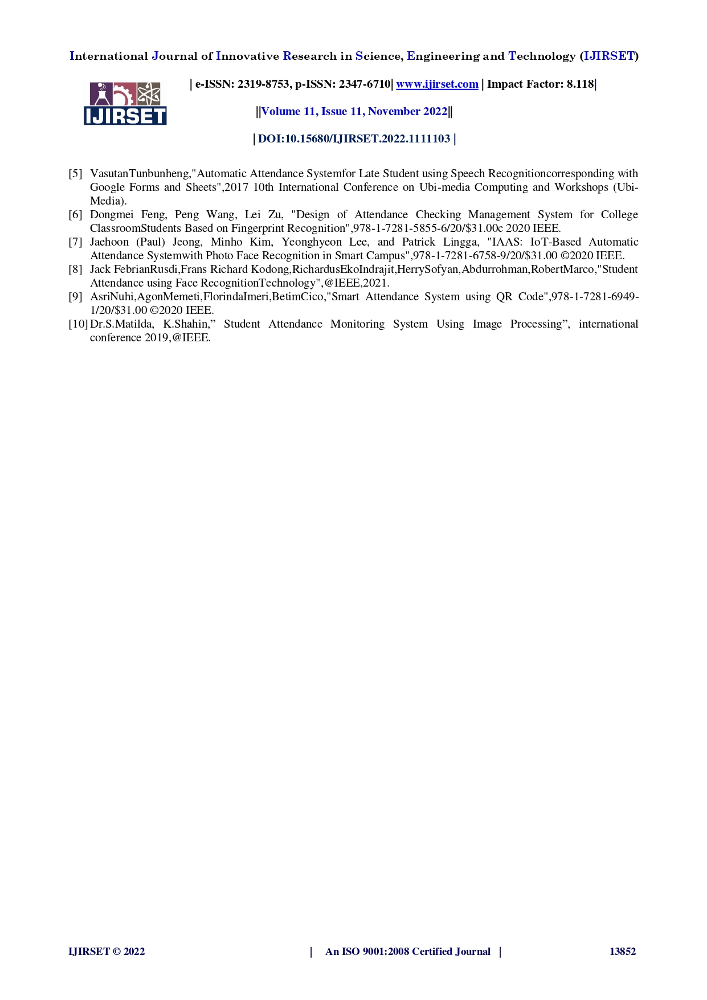 International Journal of Innovative Research in Science, Engineering and Technology (IJIRSET)
| e-ISSN: 2319-8753, p-ISSN: 2347-6710| www.ijirset.com | Impact Factor: 8.118|
IJIRSET
||Volume 11, Issue 11, November 2022||
| DOI:10.15680/IJIRSET.2022.1111103 |
[5] VasutanTunbunheng,"Automatic Attendance Systemfor Late Student using Speech Recognitioncorresponding with
Google Forms and Sheets",2017 10th International Conference on Ubi-media Computing and Workshops (Ubi-
Media).
[6] Dongmei Feng, Peng Wang, Lei Zu, "Design of Attendance Checking Management System for College
ClassroomStudents Based on Fingerprint Recognition",978-1-7281-5855-6/20/$31.00c 2020 IEEE.
[7] Jaehoon (Paul) Jeong, Minho Kim, Yeonghyeon Lee, and Patrick Lingga, "IAAS: IoT-Based Automatic
Attendance Systemwith Photo Face Recognition in Smart Campus",978-1-7281-6758-9/20/$31.00 ©2020 IEEE.
[8] Jack FebrianRusdi,Frans Richard Kodong,RichardusEkoIndrajit,HerrySofyan,Abdurrohman,RobertMarco,"Student
Attendance using Face RecognitionTechnology",@IEEE,2021.
[9] AsriNuhi,AgonMemeti,FlorindaImeri,BetimCico,"Smart Attendance System using QR Code",978-1-7281-6949-
1/20/$31.00 ©2020 IEEE.
[10] Dr.S.Matilda, K.Shahin,” Student Attendance Monitoring System Using Image Processing”, international
conference 2019,@IEEE.
IJIRSET © 2022 | An ISO 9001:2008 Certified Journal | 13852